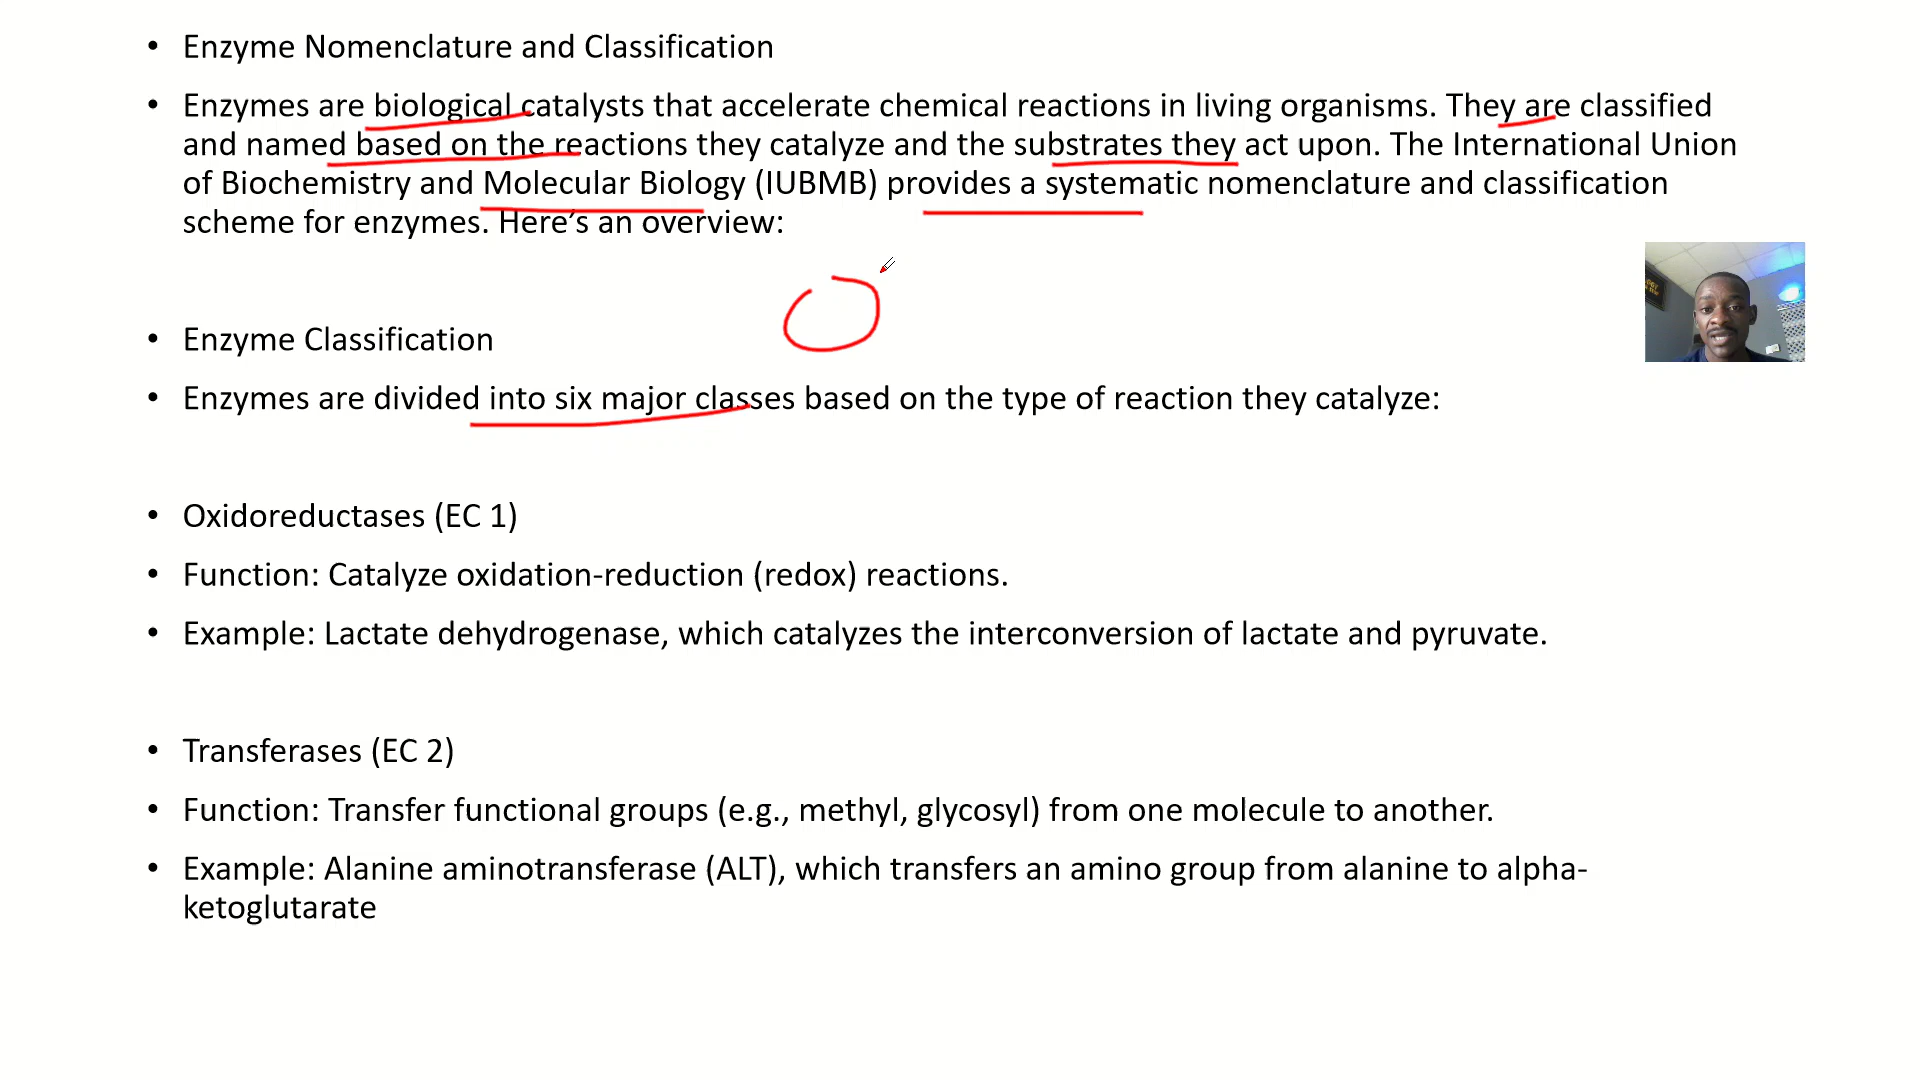 • Enzyme Nomenclature and Classification
• Enzymes are biological catalysts that accelerate chemical reactions in living organisms. They are classified
and named based on the reactions they catalyze and the substrates they act upon. The International Union
of Biochemistry and Molecular Biology (IUBMB) provides a systematic nomenclature and classification
scheme for enzymes. Here's an overview:
• Enzyme Classification
• Enzymes are divided into six major classes based on the type of reaction they catalyze:
• Oxidoreductases (EC 1)
• Function: Catalyze oxidation-reduction (redox) reactions.
• Example: Lactate dehydrogenase, which catalyzes the interconversion of lactate and pyruvate.
• Transferases (EC 2)
• Function: Transfer functional groups (e.g., methyl, glycosyl) from one molecule to another.
• Example: Alanine aminotransferase (ALT), which transfers an amino group from alanine to alpha-
ketoglutarate